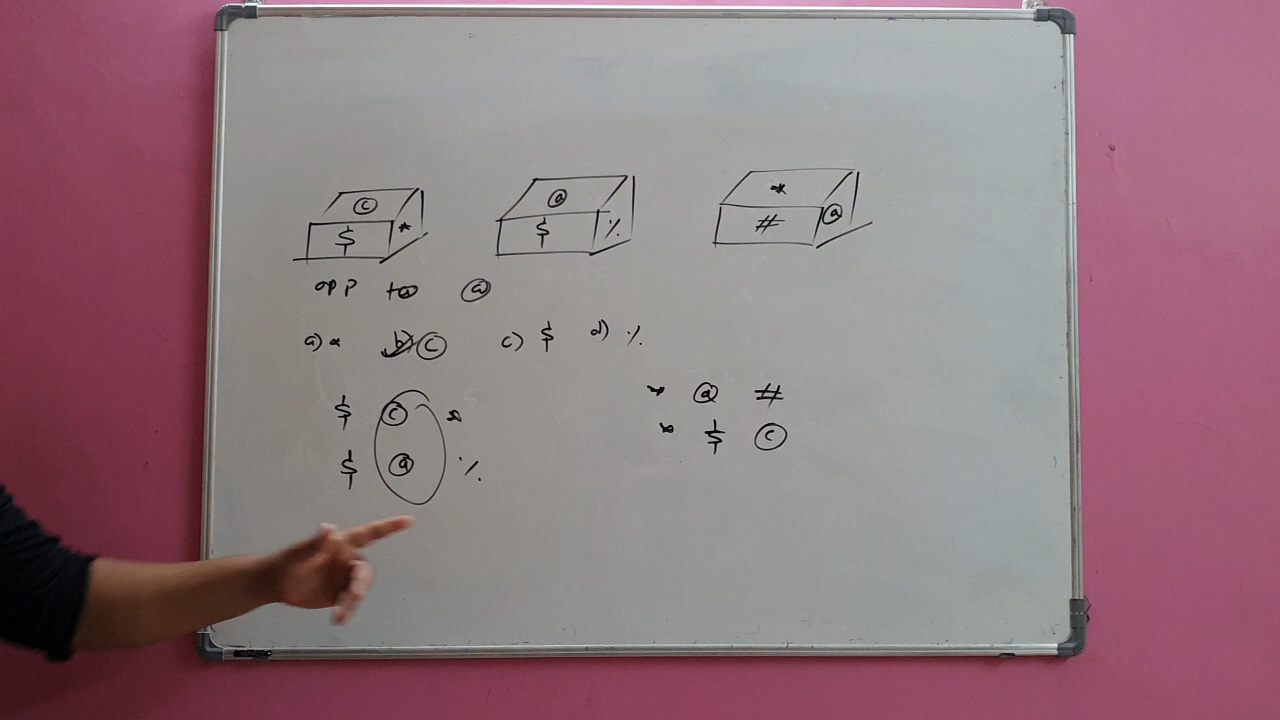 © @ *
$ * $ % # @
opp to @
a) * b) © c) $ d) %
$ © * * @ #
$ @ % * $ ©